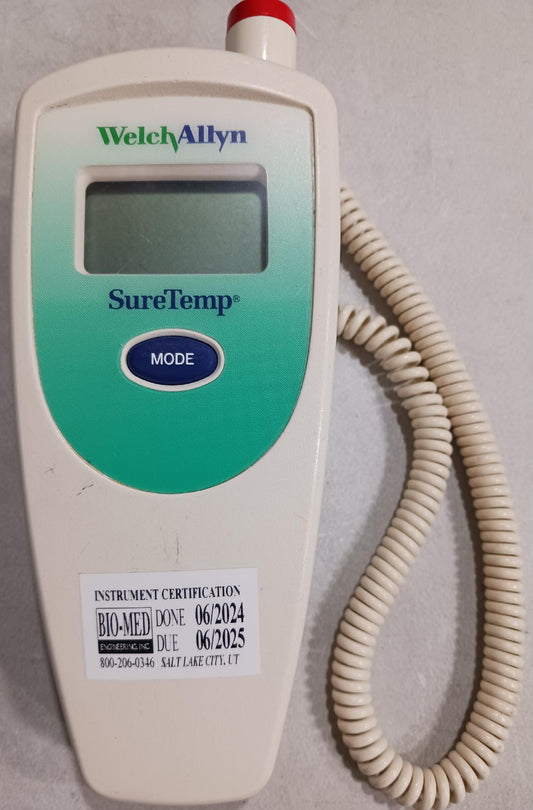 WelchAllyn
SureTemp®
MODE
INSTRUMENT CERTIFICATION
BIO-MED
ENGINEERING, INC.
DONE 06/2024
DUE 06/2025
800-206-0346 SALT LAKE CITY, UT